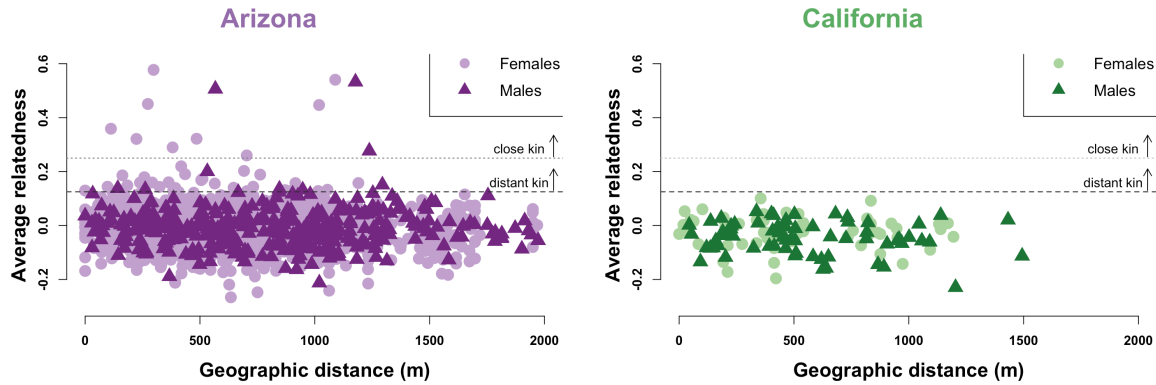 Arizona
Average relatedness
0.6
0.4
0.2
0.0
-0.2
Females
Males
close kin
distant kin
0 500 1000 1500 2000
Geographic distance (m)
California
Average relatedness
0.6
0.4
0.2
0.0
-0.2
Females
Males
close kin
distant kin
0 500 1000 1500 2000
Geographic distance (m)